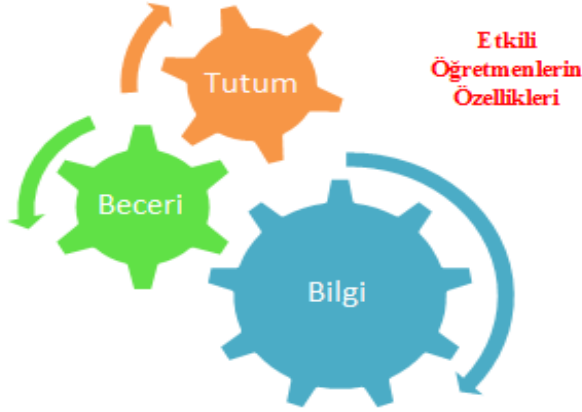 Etkili
Öğretmenlerin
Özellikleri
Tutum
Beceri
Bilgi